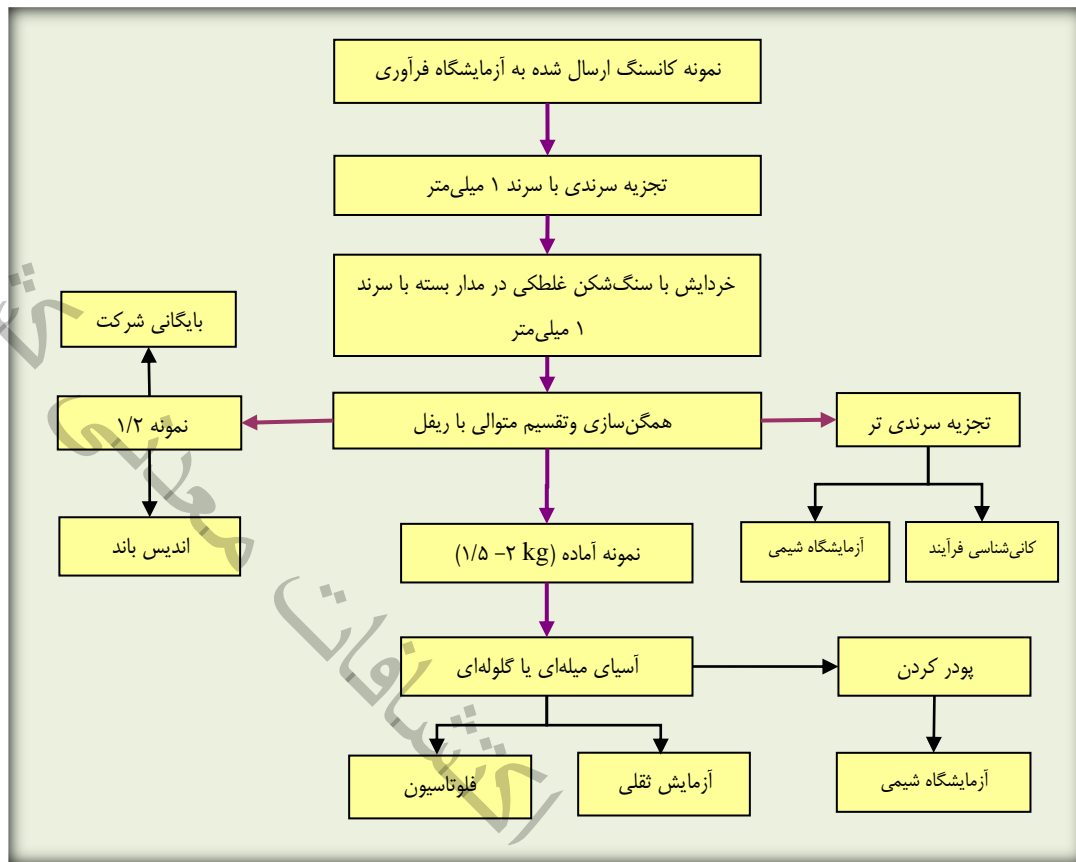 نمونه کانسنگ ارسال شده به آزمایشگاه فرآوری
تجزیه سرندی با سرند ۱ میلی‌متر
خردایش با سنگ‌شکن غلطکی در مدار بسته با سرند
۱ میلی‌متر
بایگانی شرکت
همگن‌سازی وتقسیم متوالی با ریفل
نمونه ۱/۲
تجزیه سرندی تر
اندیس باند
نمونه آماده (۱/۵ –۲ kg)
کانی‌شناسی فرآیند
آزمایشگاه شیمی
آسیای میله‌ای یا گلوله‌ای
پودر کردن
آزمایش ثقلی
فلوتاسیون
آزمایشگاه شیمی
اکتشافات معدنی